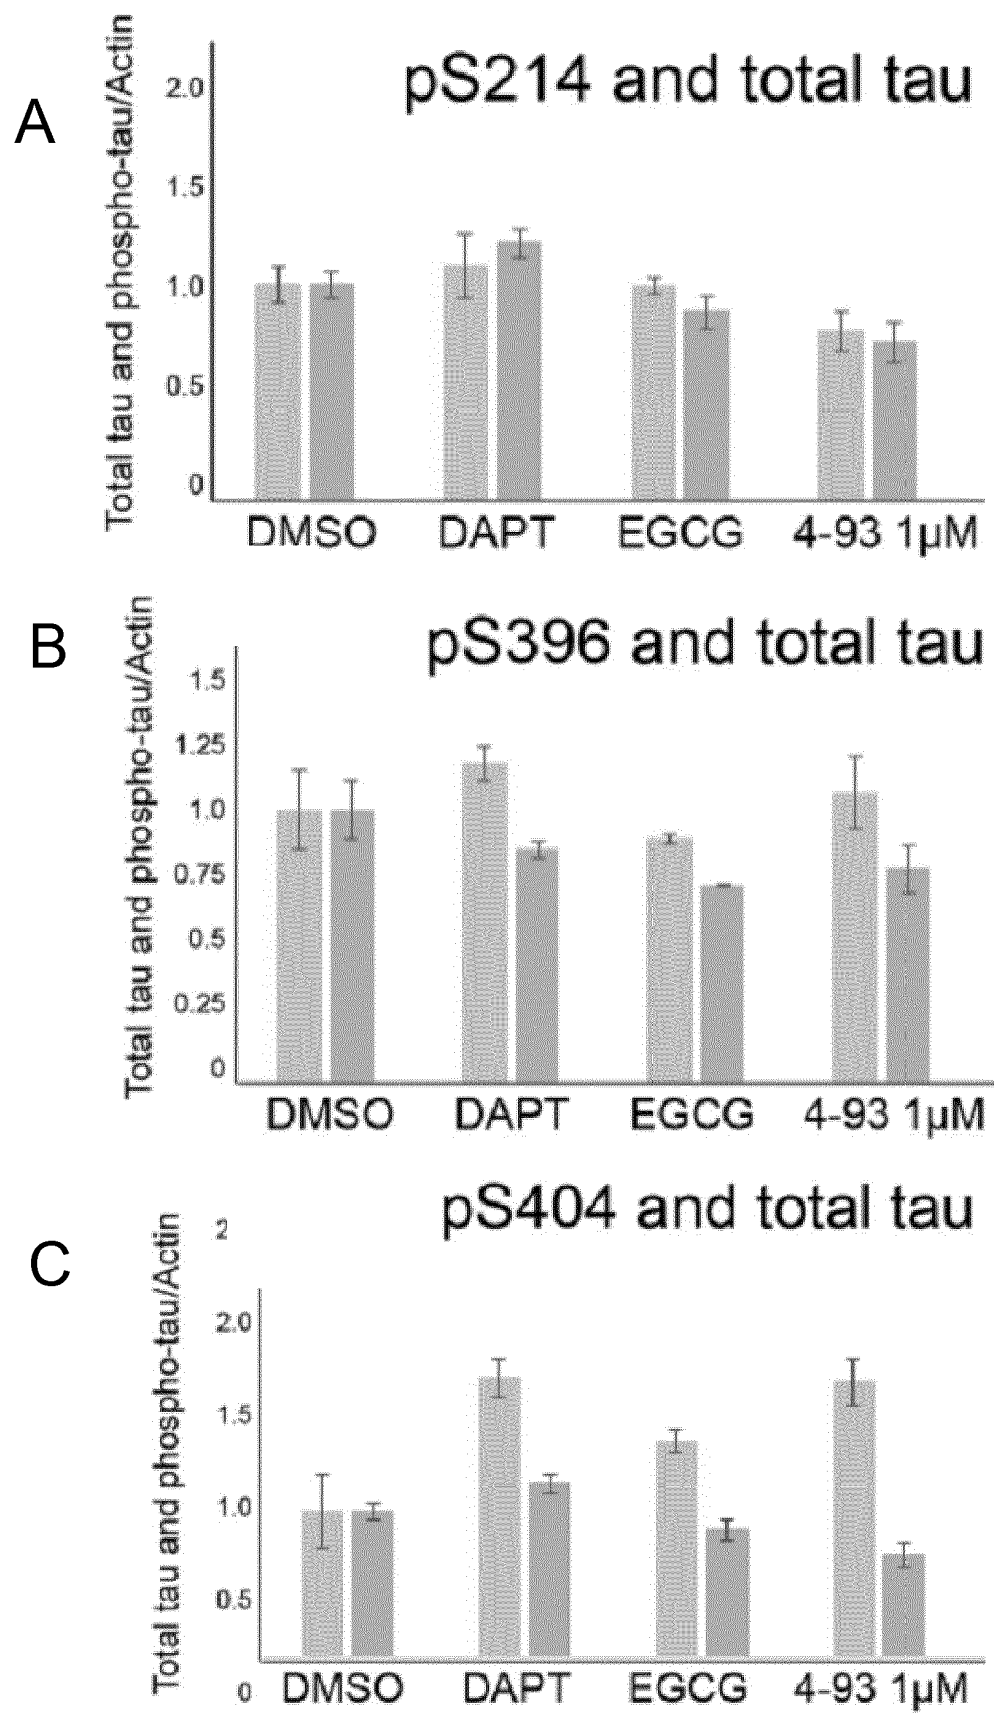 A
Total tau and phospho-tau/Actin
pS214 and total tau
2.0
1.5
1.0
0.5
0
DMSO DAPT EGCG 4-93 1µM
B
Total tau and phospho-tau/Actin
pS396 and total tau
1.5
1.25
1.0
0.75
0.5
0.25
0
DMSO DAPT EGCG 4-93 1µM
C
Total tau and phospho-tau/Actin
pS404 and total tau
2
2.0
1.5
1.0
0.5
0
DMSO DAPT EGCG 4-93 1µM